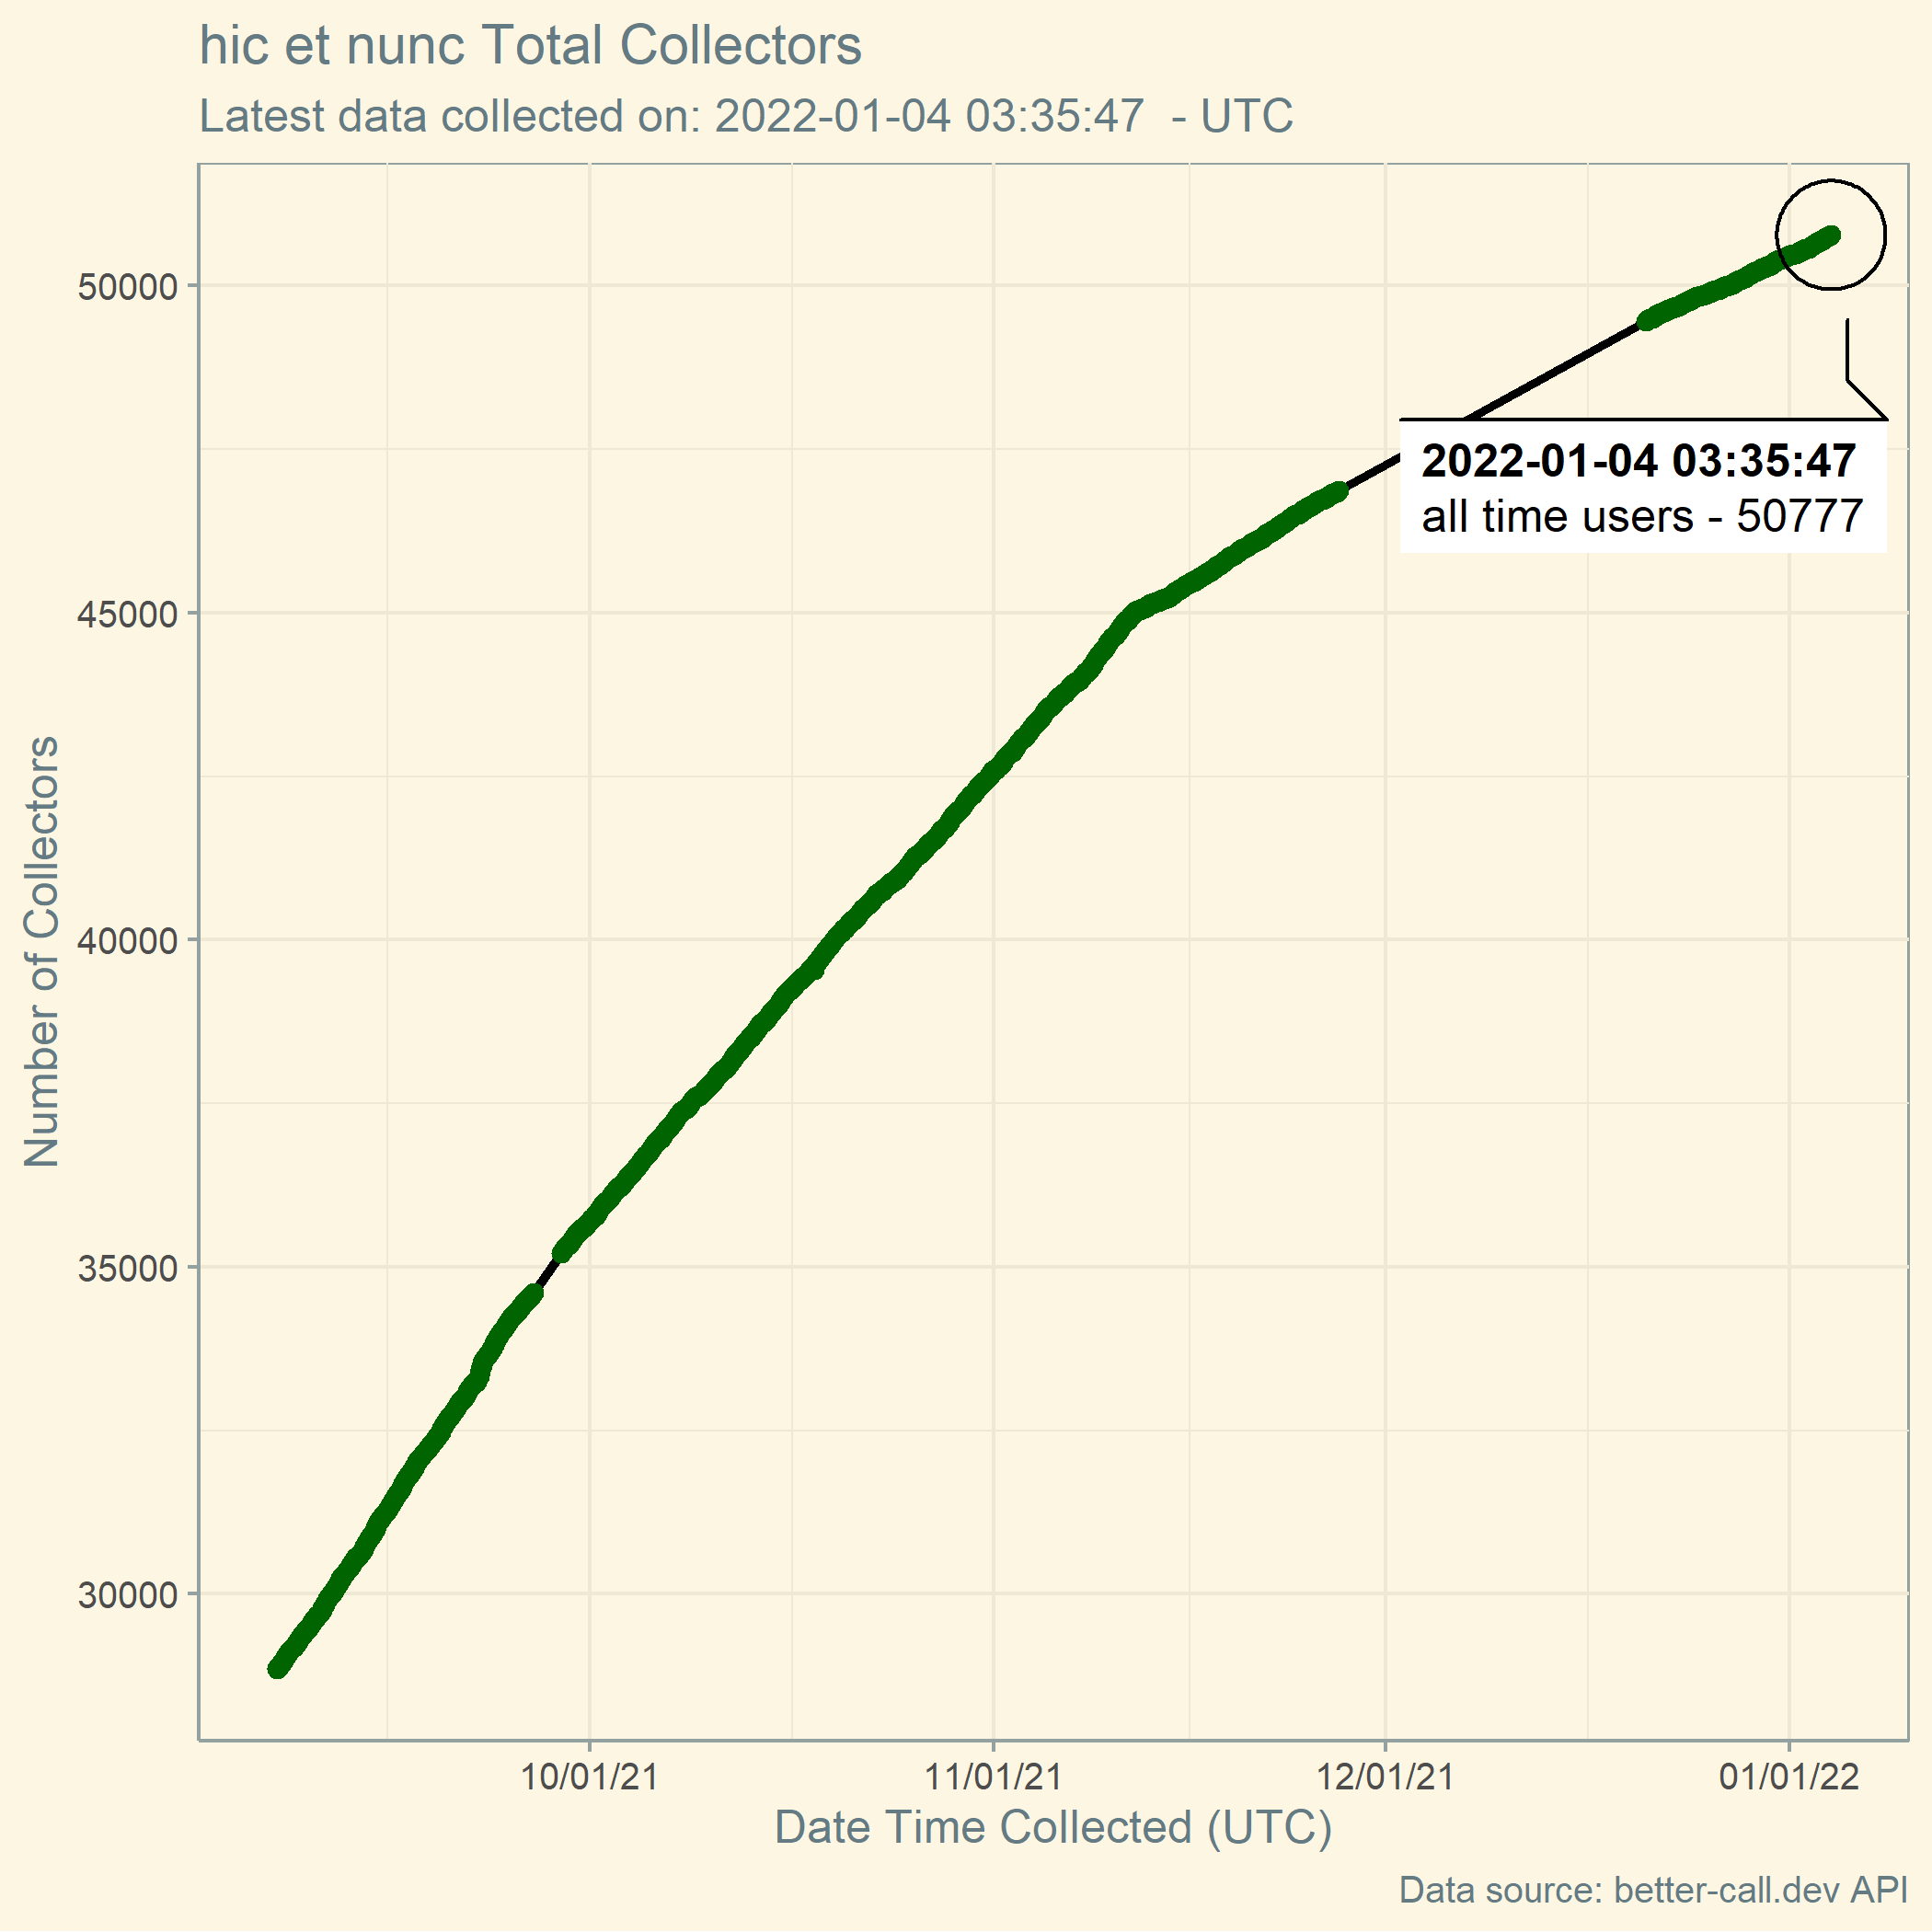 hic et nunc Total Collectors
Latest data collected on: 2022-01-04 03:35:47  - UTC
50000
45000
40000
35000
30000
Number of Collectors
2022-01-04 03:35:47
all time users - 50777
10/01/21
11/01/21
12/01/21
01/01/22
Date Time Collected (UTC)
Data source: better-call.dev API